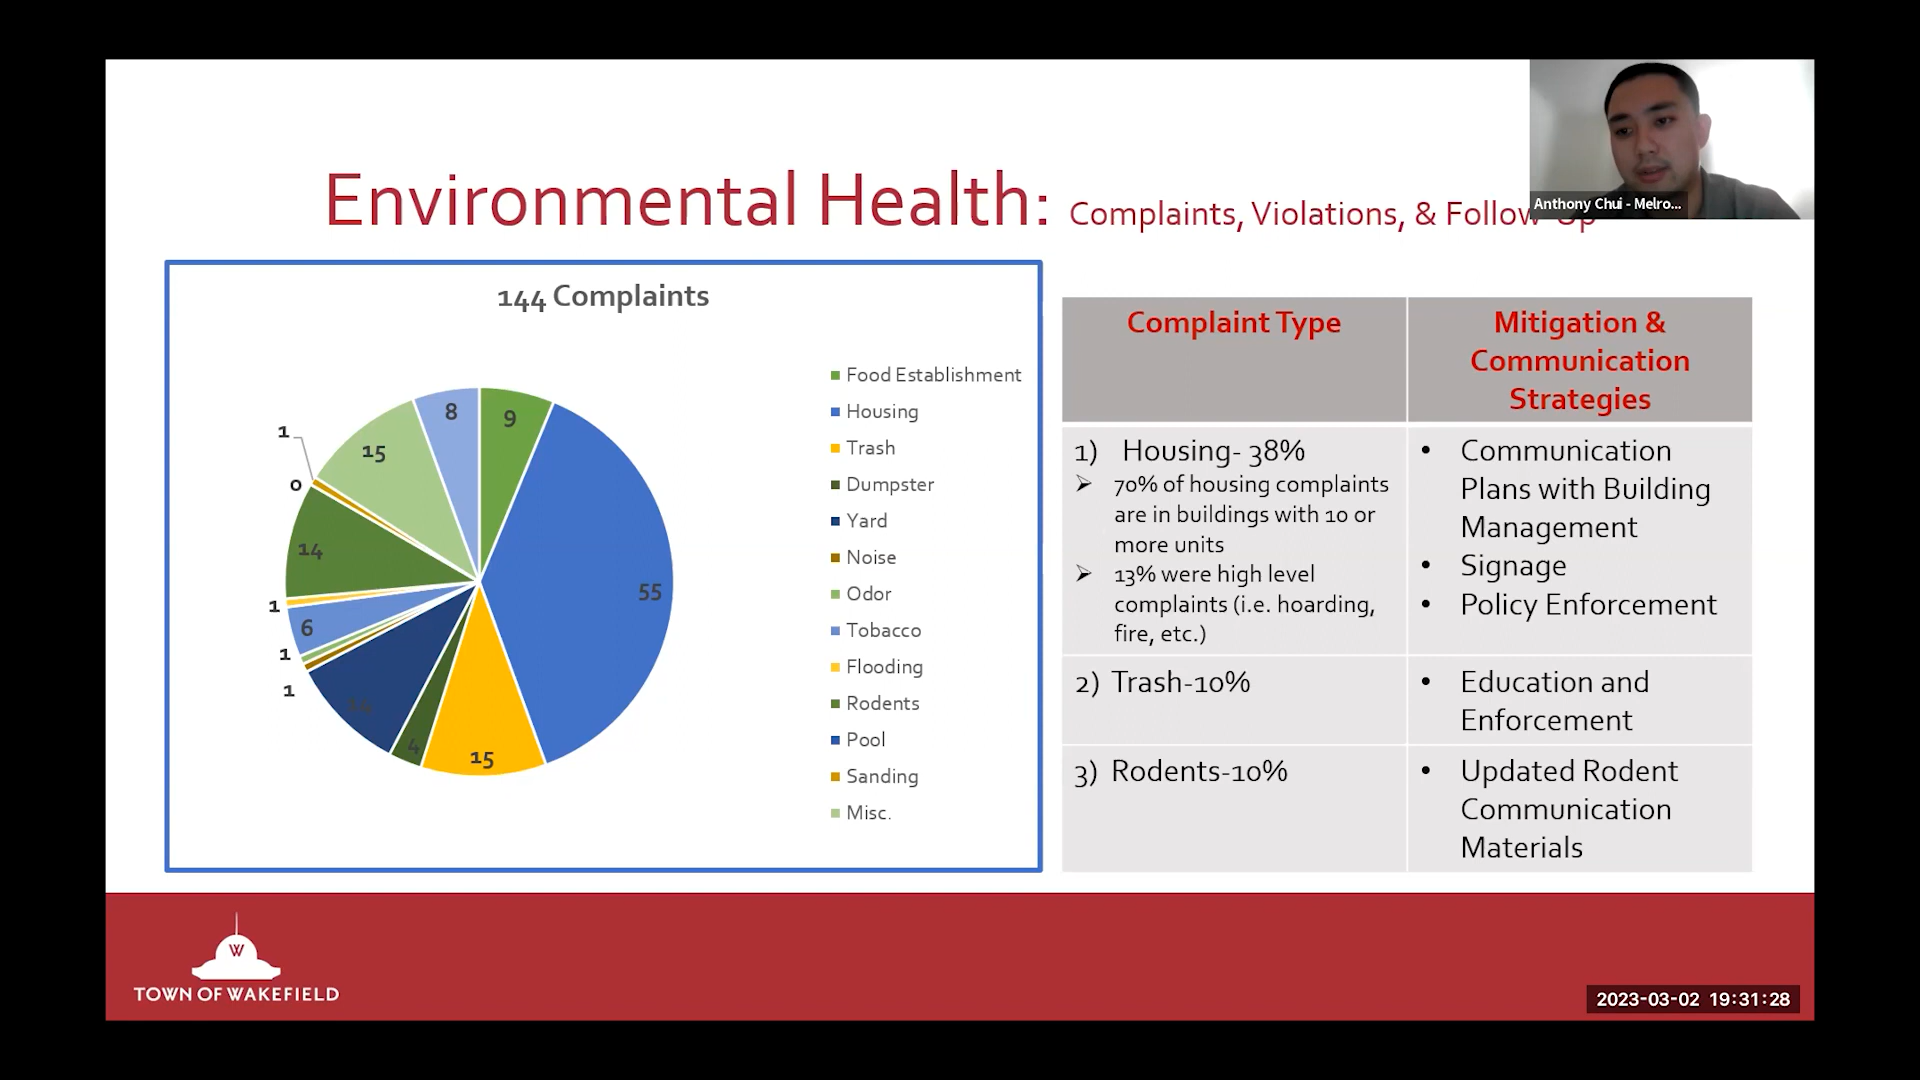 Anthony Chui - Melro...
Environmental Health: Complaints, Violations, & Follow-Up
144 Complaints
9
55
15
4
14
1
1
6
1
14
0
1
15
8
Food Establishment
Housing
Trash
Dumpster
Yard
Noise
Odor
Tobacco
Flooding
Rodents
Pool
Sanding
Misc.
Complaint Type
Mitigation &
Communication
Strategies
1) Housing- 38%
➢ 70% of housing complaints
are in buildings with 10 or
more units
➢ 13% were high level
complaints (i.e. hoarding,
fire, etc.)
• Communication
Plans with Building
Management
• Signage
• Policy Enforcement
2) Trash-10%
• Education and
Enforcement
3) Rodents-10%
• Updated Rodent
Communication
Materials
W
TOWN OF WAKEFIELD
2023-03-02 19:31:28